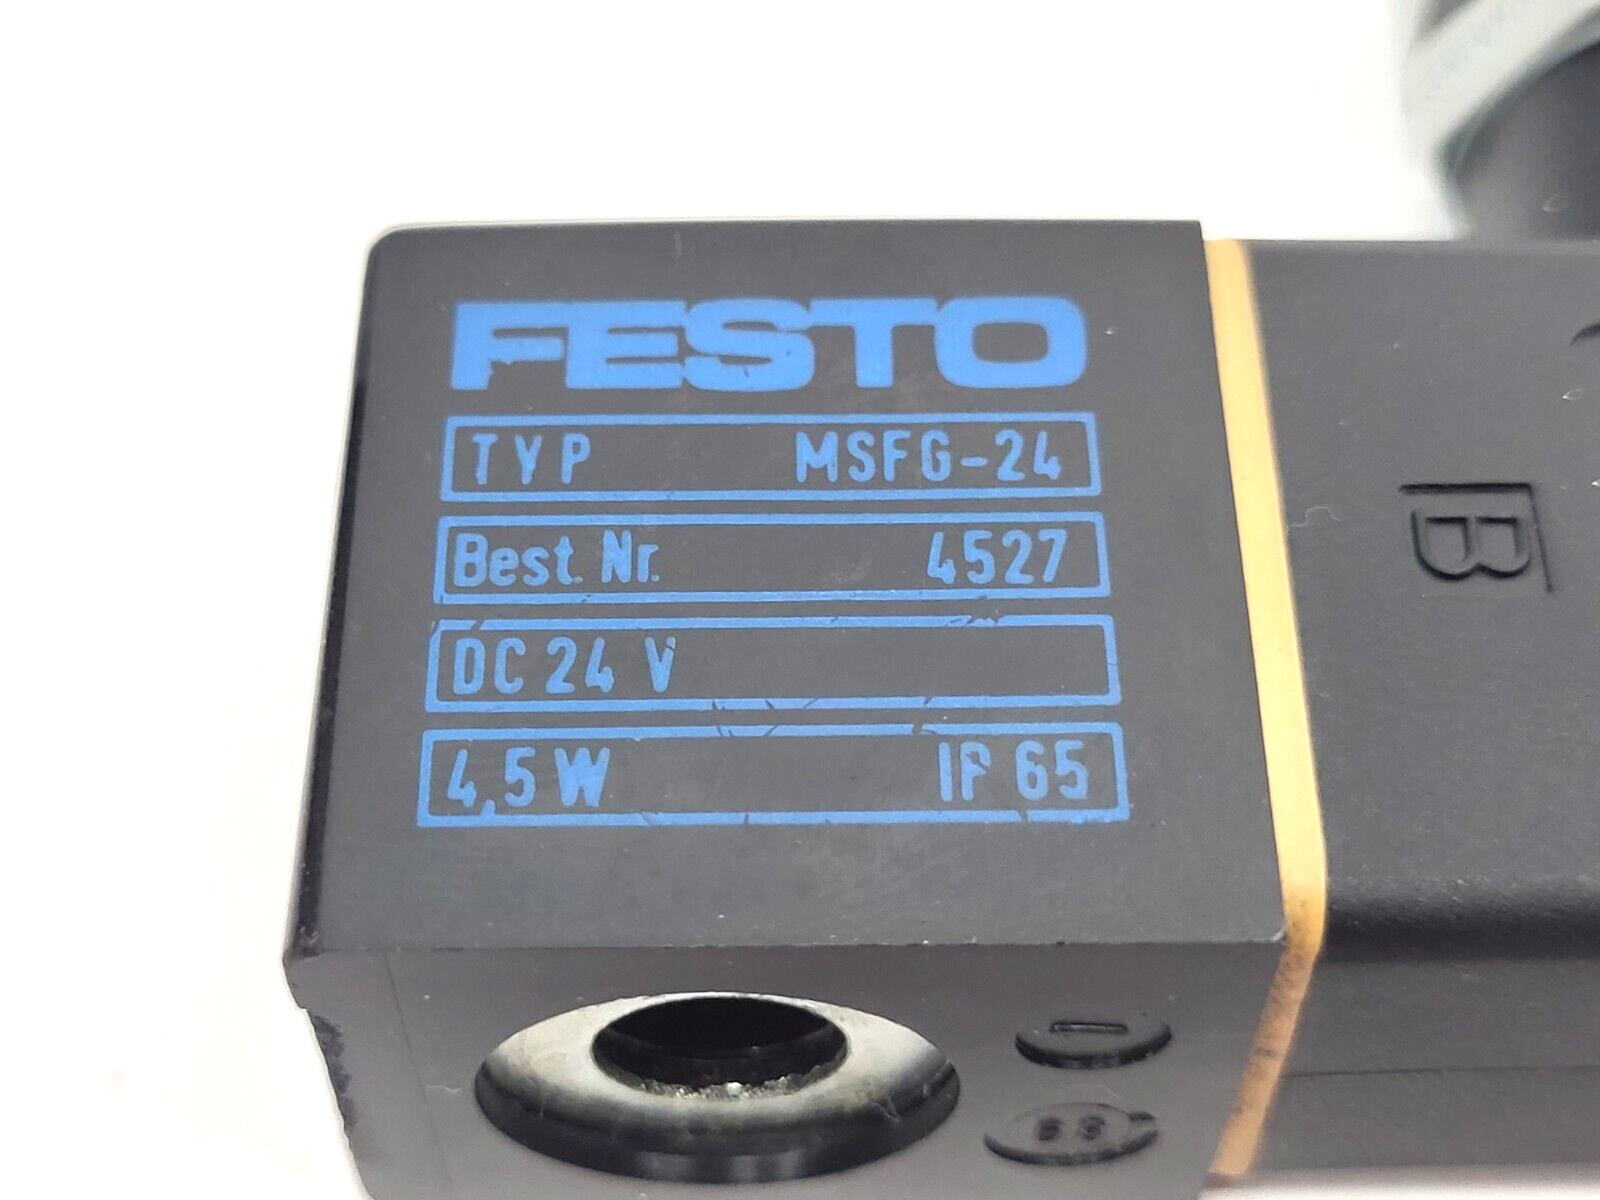 FESTO
TYP MSFG-24
Best. Nr. 4527
DC 24 V
4,5 W IP 65
B